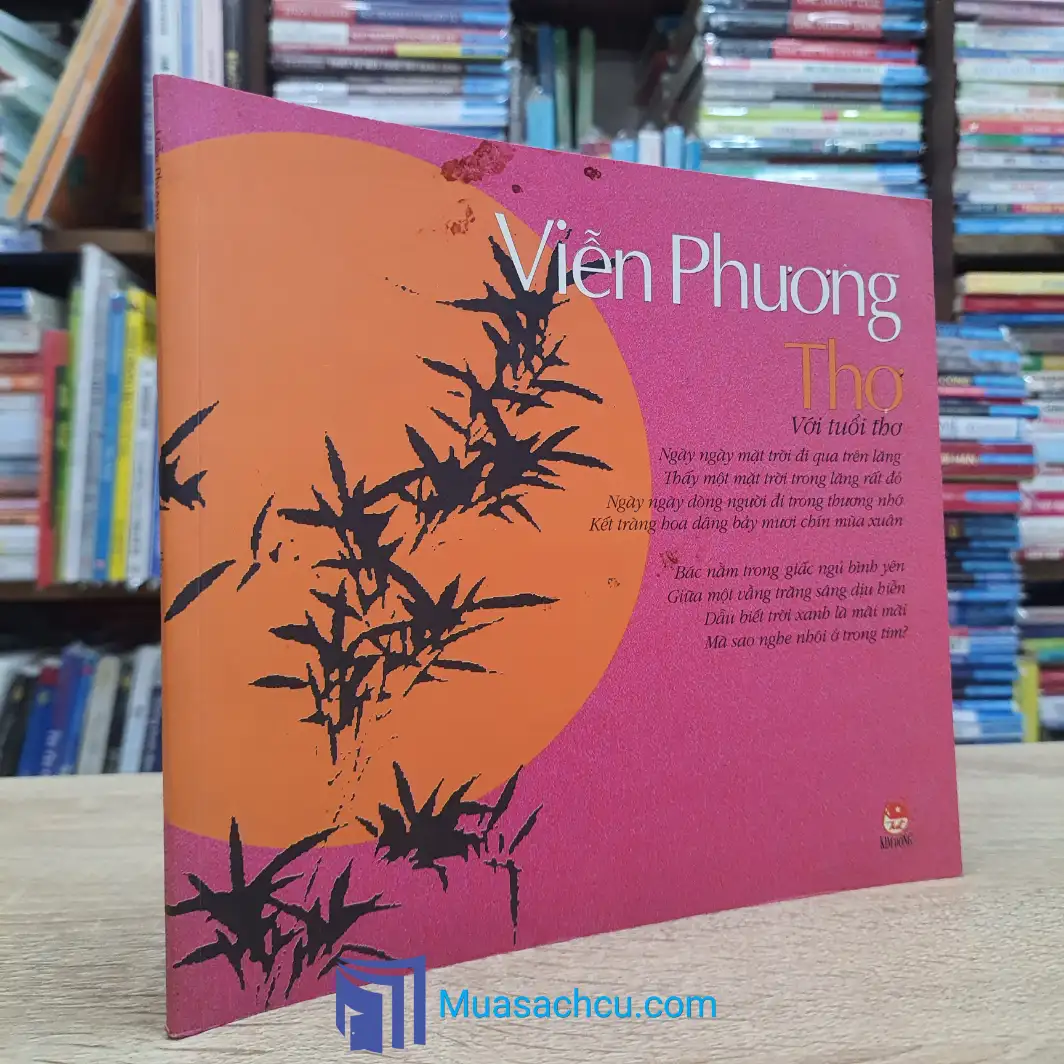 Viễn Phương
Thơ
Với tuổi thơ
Ngày ngày mặt trời đi qua trên lăng
Thấy một mặt trời trong lăng rất đỏ
Ngày ngày dòng người đi trong thương nhớ
Kết tràng hoa dâng bảy mươi chín mùa xuân
Bác nằm trong giấc ngủ bình yên
Giữa một vầng trăng sáng dịu hiền
Dẫu biết trời xanh là mãi mãi
Mà sao nghe nhói ở trong tim?
KIM ĐỒNG
Muasachcu.com